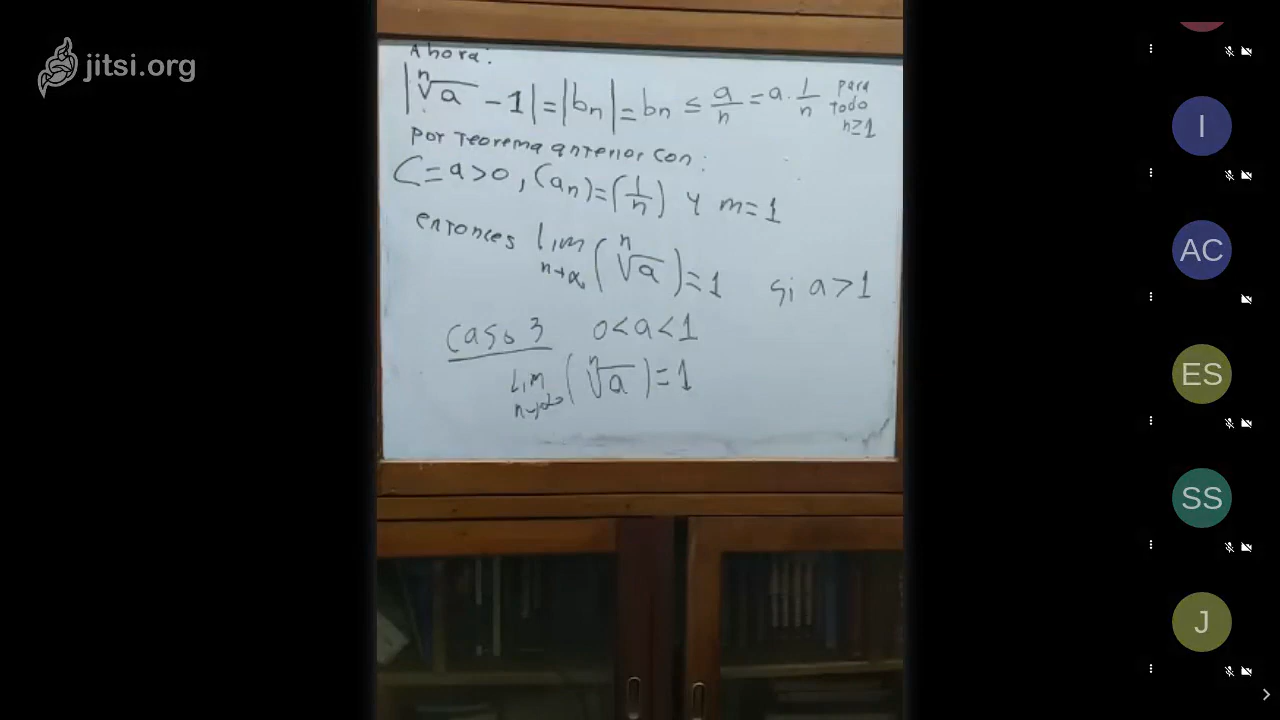 jitsi.org
Ahora:
|ⁿ√a - 1| = |bn| = bn ≤ a/n = a · 1/n para todo n≥1
por teorema anterior con:
C = a > 0, (an) = (1/n) y m = 1
entonces lim n→∞ (ⁿ√a) = 1 si a > 1
Caso 3 0 < a < 1
lim n→∞ (ⁿ√a) = 1
I
AC
ES
SS
J